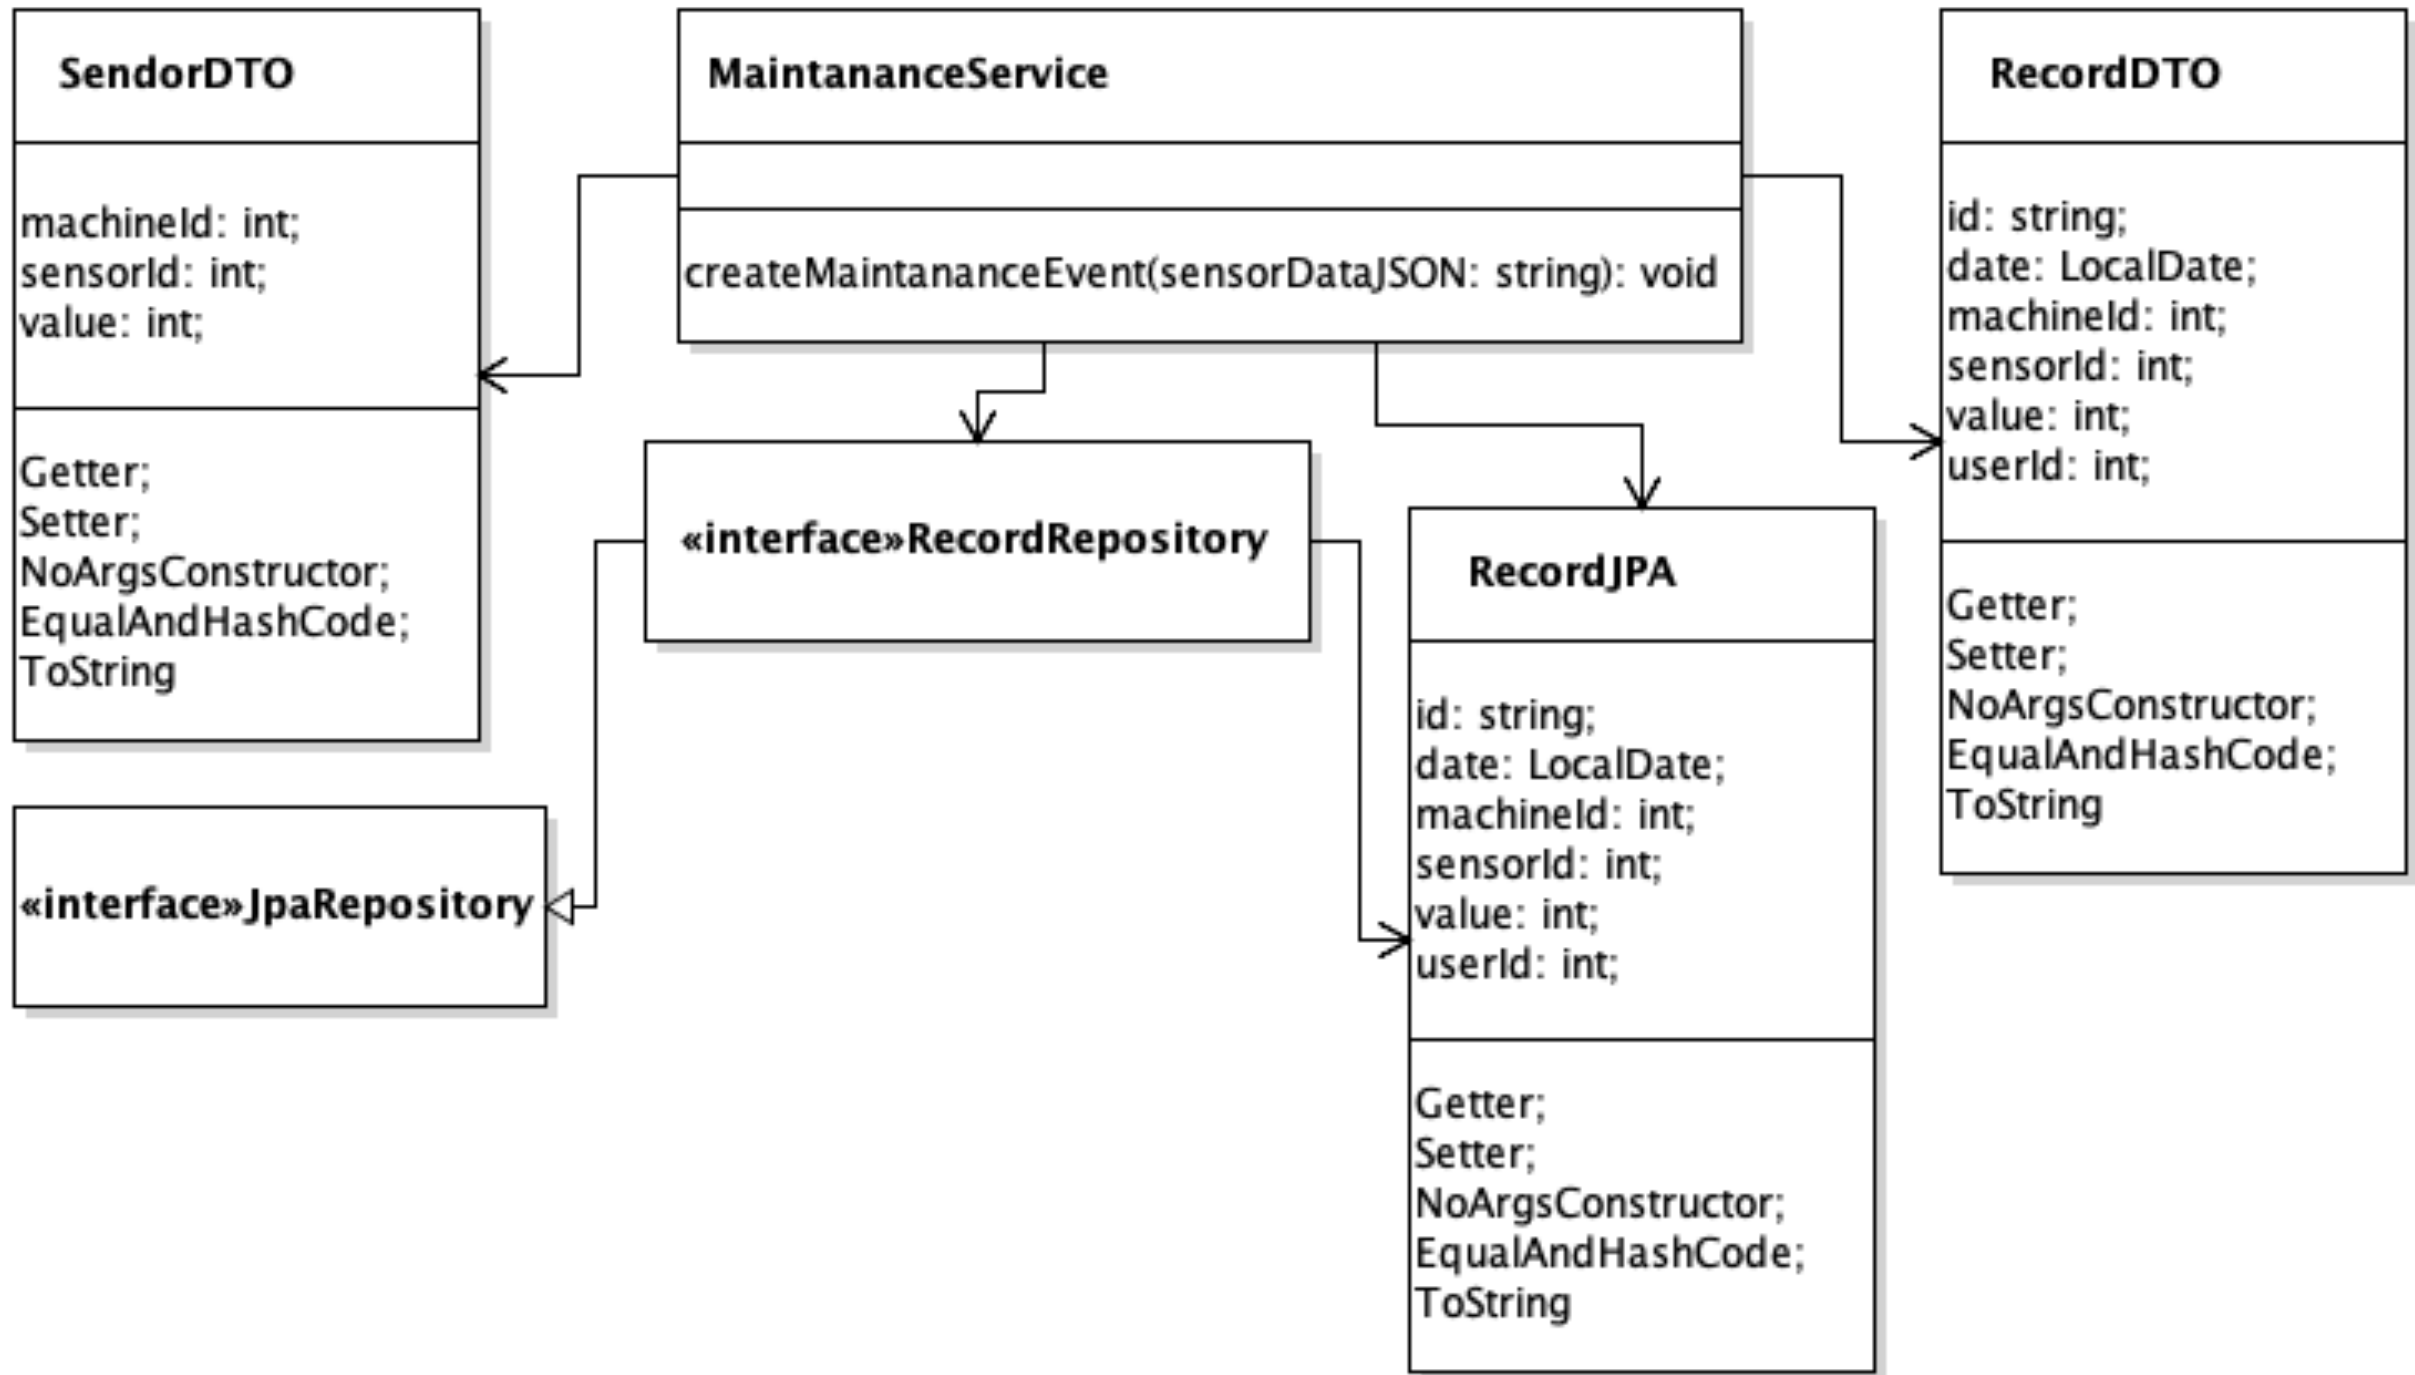 SendorDTO
machineId: int;
sensorId: int;
value: int;
Getter;
Setter;
NoArgsConstructor;
EqualAndHashCode;
ToString
MaintananceService
createMaintananceEvent(sensorDataJSON: string): void
RecordDTO
id: string;
date: LocalDate;
machineId: int;
sensorId: int;
value: int;
userId: int;
Getter;
Setter;
NoArgsConstructor;
EqualAndHashCode;
ToString
«interface»RecordRepository
«interface»JpaRepository
RecordJPA
id: string;
date: LocalDate;
machineId: int;
sensorId: int;
value: int;
userId: int;
Getter;
Setter;
NoArgsConstructor;
EqualAndHashCode;
ToString